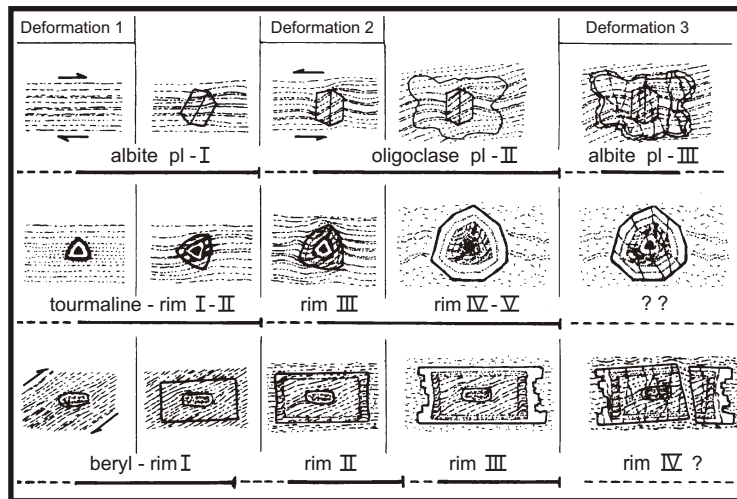 Deformation 1 Deformation 2 Deformation 3
albite pl - I oligoclase pl - II albite pl - III
tourmaline - rim I - II rim III rim IV - V ? ?
beryl - rim I rim II rim III rim IV ?